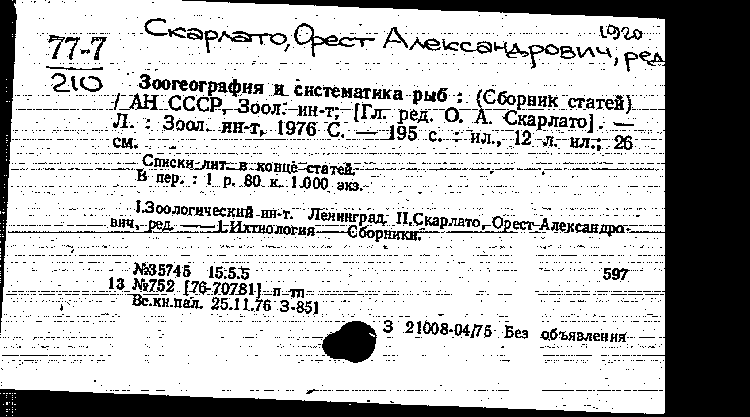 Скарлато, Орест Александрович, ред
1920
77-7
210
Зоогеография и систематика рыб : (Сборник статей)
/ АН СССР, Зоол. ин-т; [Гл. ред. О. А. Скарлато]. —
Л. : Зоол. ин-т, 1976 С. — 195 с. : ил., 12 л. ил.; 26
см.
Списки лит. в конце статей.
В пер. : 1 р. 80 к. 1.000 экз.
I.Зоологический ин-т. Ленинград. II.Скарлато, Орест Александро-
вич, ред. — 1.Ихтиология — Сборники.
№35745 15.5.5
597
13 №752 [76-70781] п тп
Вс.кн.пал. 25.11.76 З-851
З 21008-04/75 Без объявления